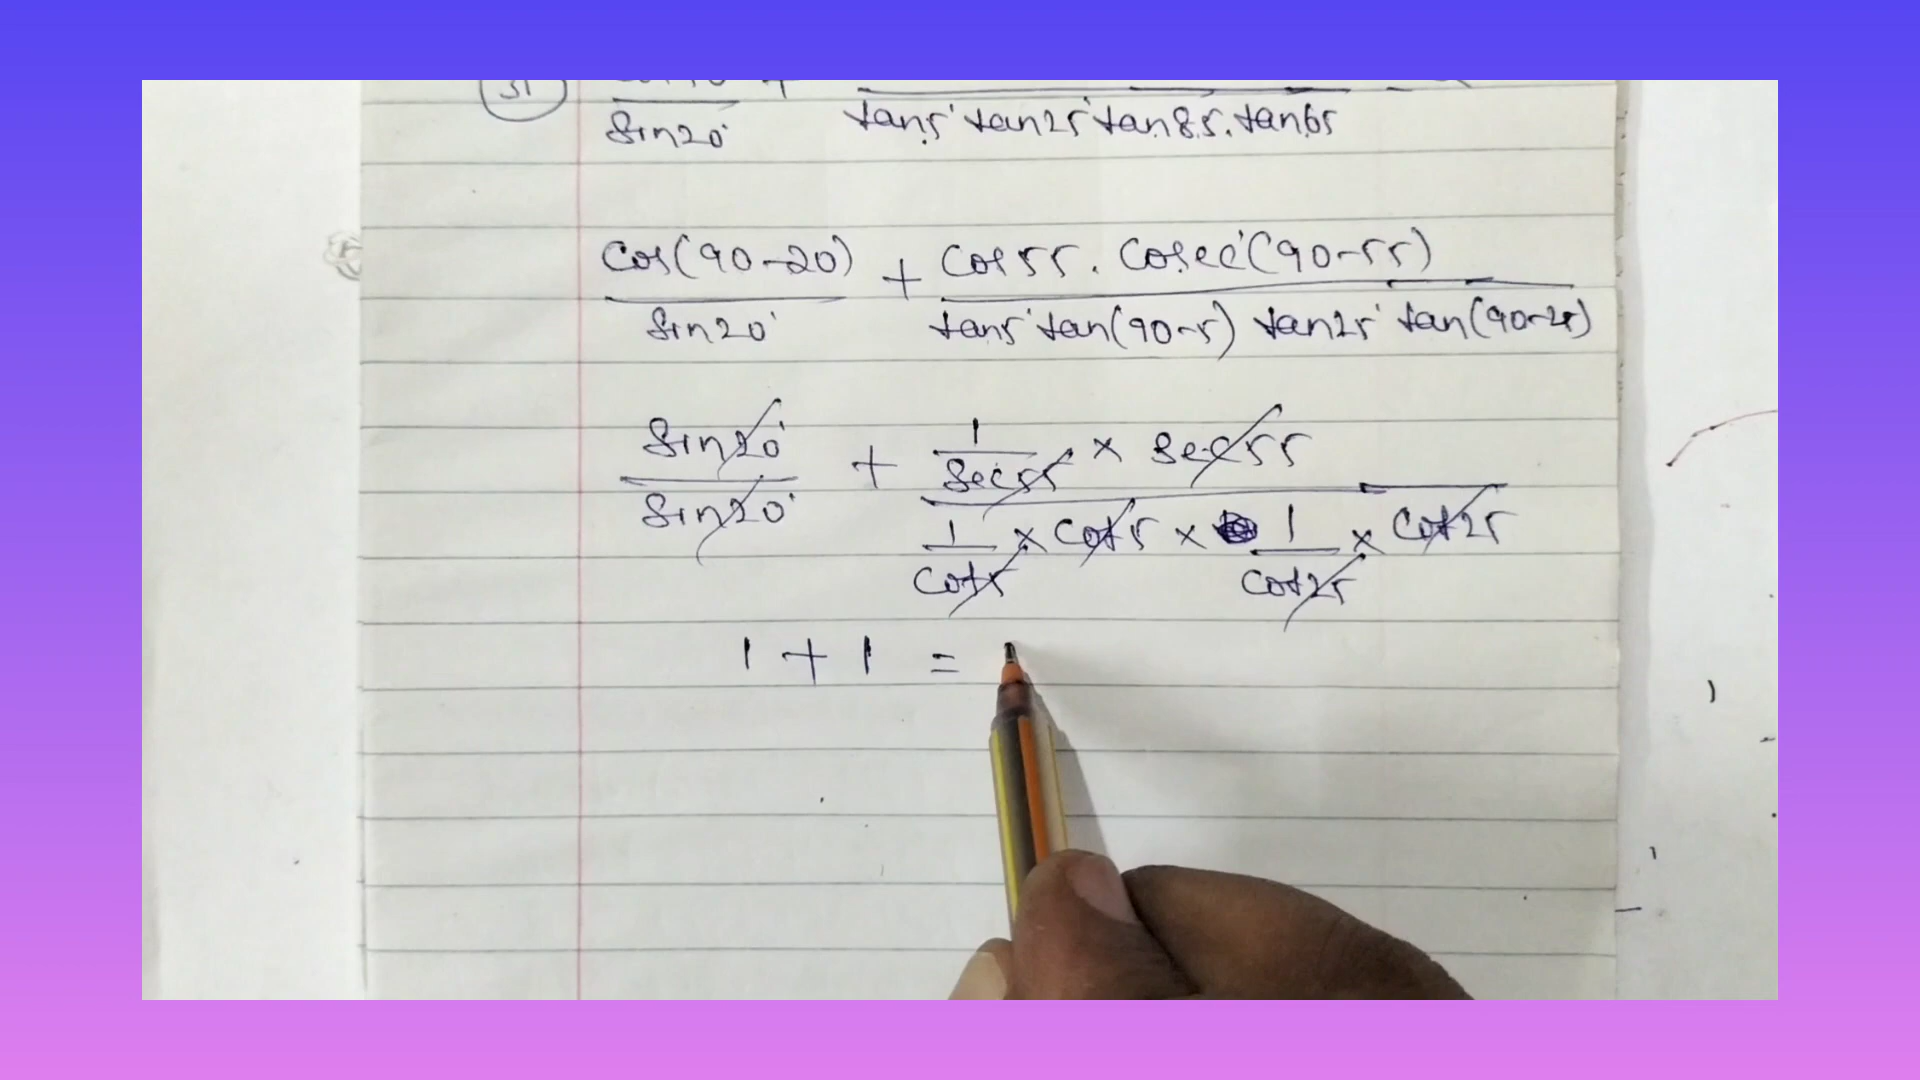 31
sin20°
tan5° tan25° tan85. tan65
cos(90-20) + cos55. cosec(90-55)
sin20° tan5° tan(90-5) tan25° tan(90-25)
sin20° + 1 × sec55
sin20° sec55
1 × cot5 × 1 × cot25
cot5 cot25
1 + 1 =